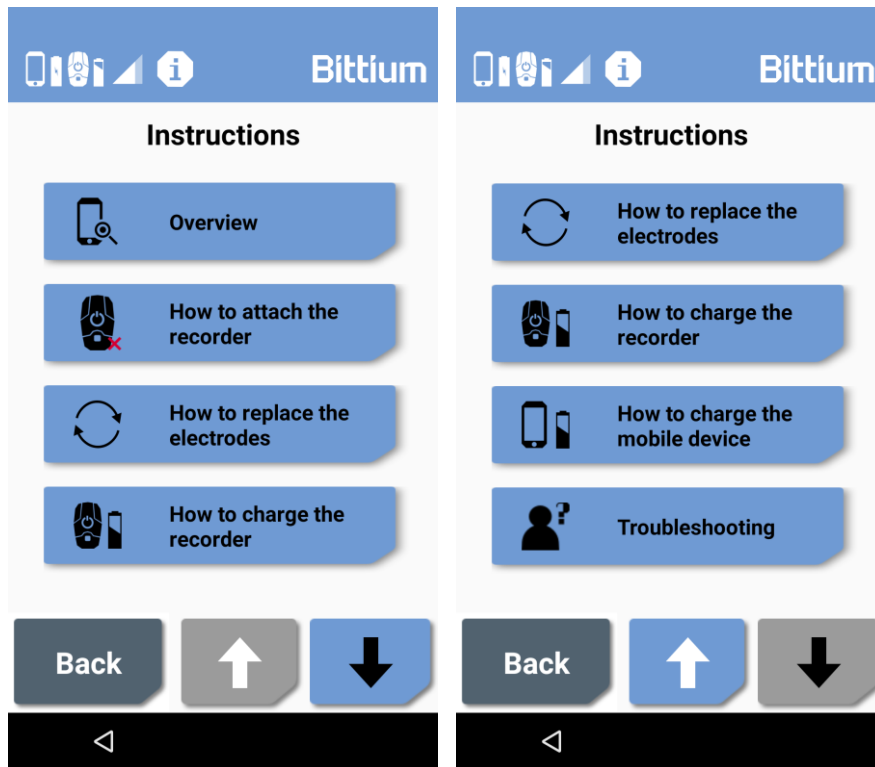 Bittium
Instructions
Overview
How to attach the
recorder
How to replace the
electrodes
How to charge the
recorder
Back
Bittium
Instructions
How to replace the
electrodes
How to charge the
recorder
How to charge the
mobile device
?
Troubleshooting
Back